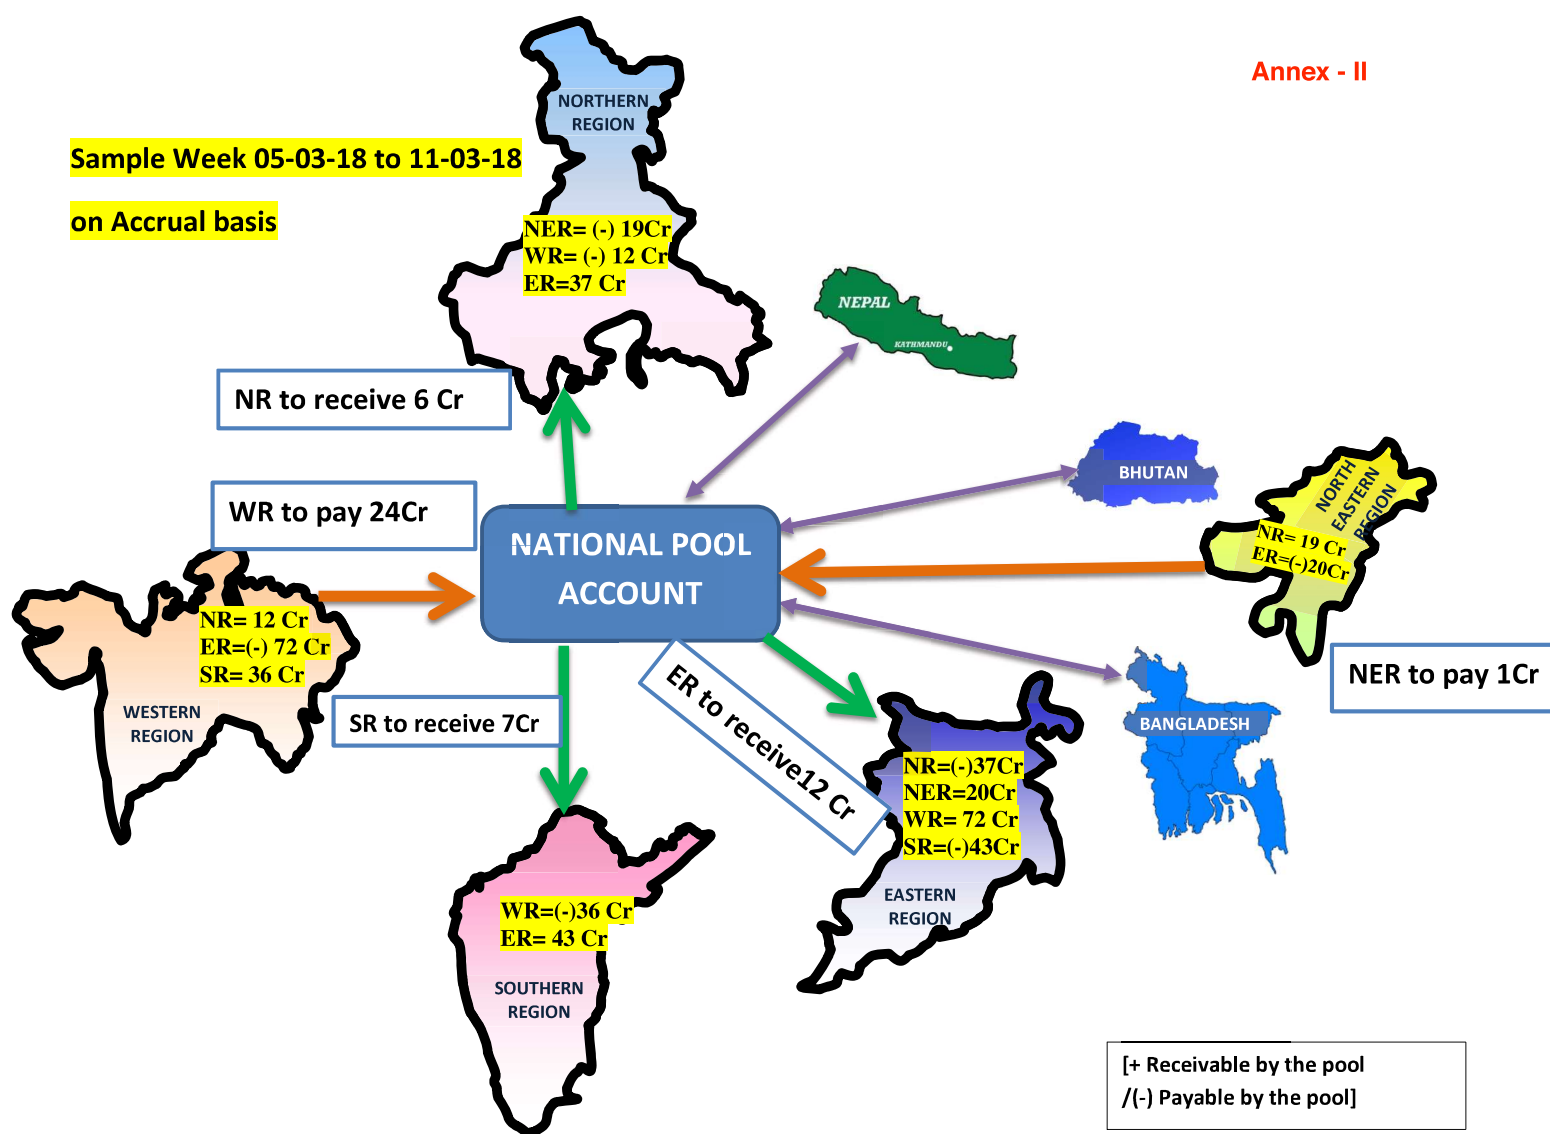 Annex - II
NORTHERN
REGION
Sample Week 05-03-18 to 11-03-18
on Accrual basis
NER= (-) 19Cr
WR= (-) 12 Cr
ER=37 Cr
NEPAL
KATHMANDU
NR to receive 6 Cr
BHUTAN
NORTH
EASTERN
REGION
NR= 19 Cr
ER=(-)20Cr
WR to pay 24Cr
NATIONAL POOL
ACCOUNT
NR= 12 Cr
ER=(-) 72 Cr
SR= 36 Cr
WESTERN
REGION
SR to receive 7Cr
ER to receive12 Cr
NER to pay 1Cr
BANGLADESH
NR=(-)37Cr
NER=20Cr
WR= 72 Cr
SR=(-)43Cr
EASTERN
REGION
WR=(-)36 Cr
ER= 43 Cr
SOUTHERN
REGION
[+ Receivable by the pool
/(-) Payable by the pool]